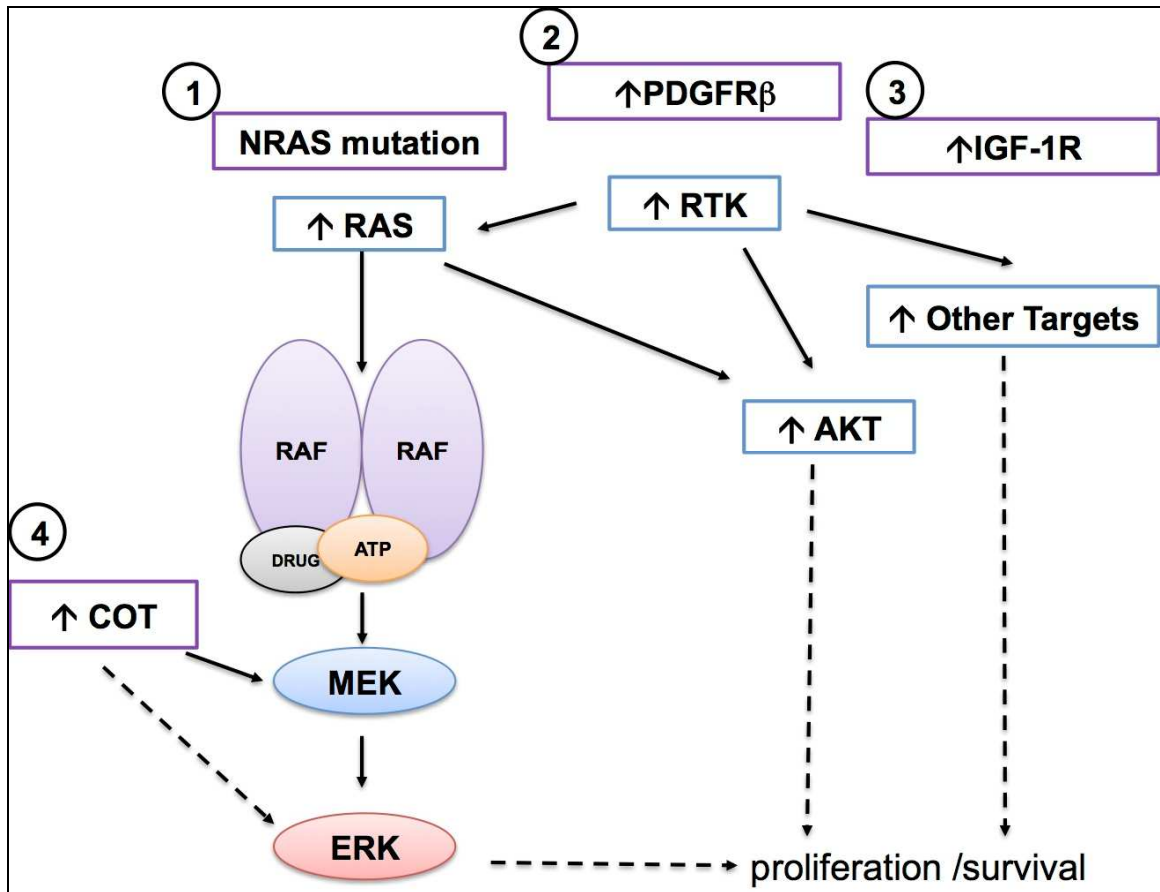 2
↑PDGFRβ
1
3
NRAS mutation
↑IGF-1R
↑ RAS
↑ RTK
↑ Other Targets
↑ AKT
RAF
RAF
DRUG
ATP
4
↑ COT
MEK
ERK
proliferation /survival